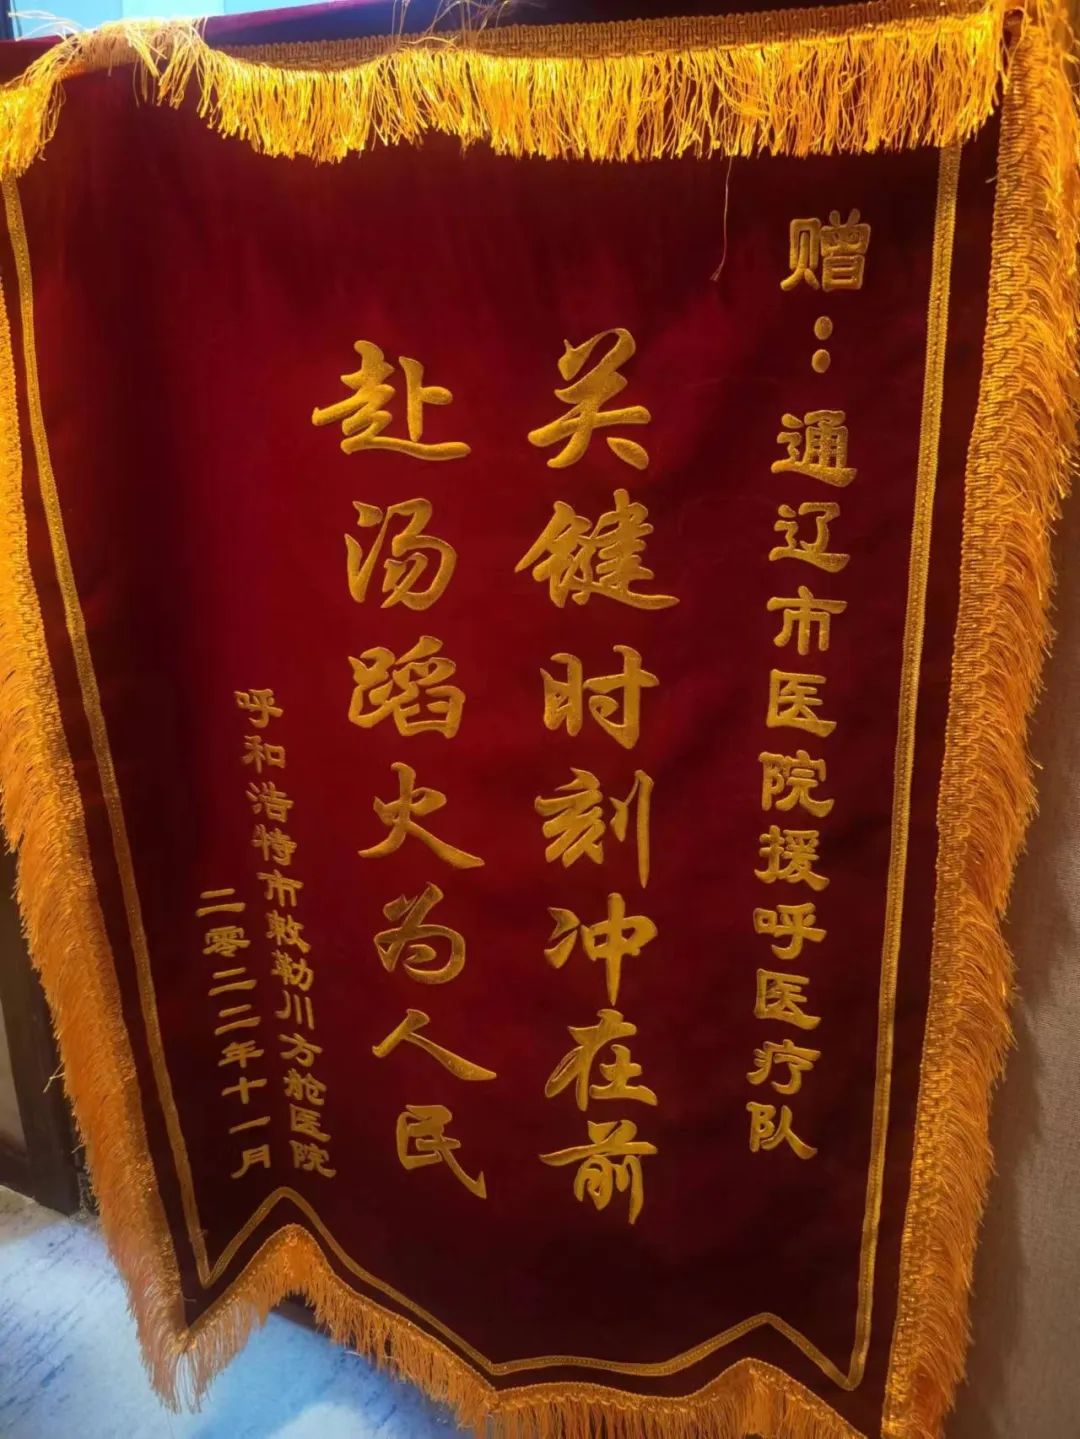 赠：通辽市医院援呼医疗队
关键时刻冲在前
赴汤蹈火为人民
呼和浩特市敕勒川方舱医院
二零二二年十一月